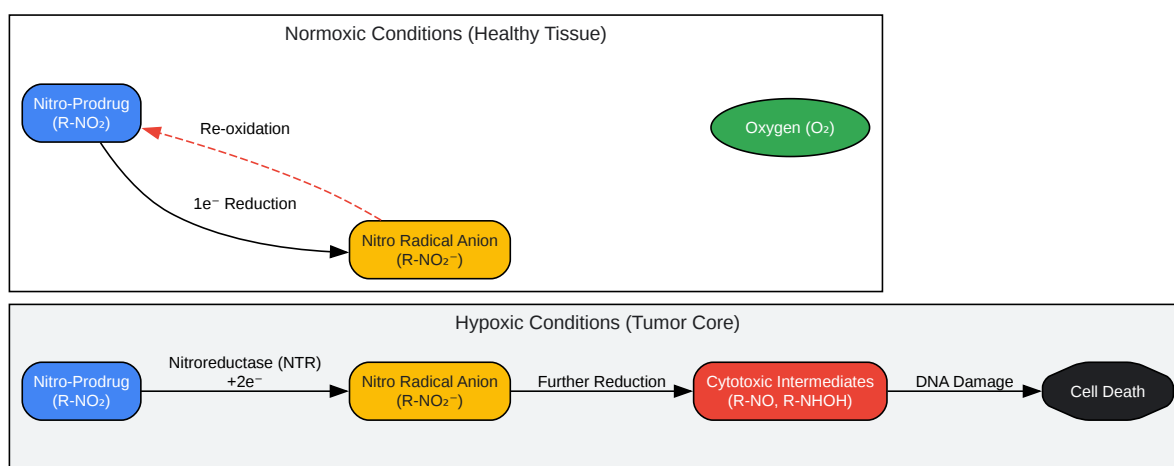 Normoxic Conditions (Healthy Tissue)
Nitro-Prodrug
(R-NO₂)
Re-oxidation
Oxygen (O₂)
1e⁻ Reduction
Nitro Radical Anion
(R-NO₂⁻)
Hypoxic Conditions (Tumor Core)
Nitro-Prodrug
(R-NO₂)
Nitroreductase (NTR)
+2e⁻
Nitro Radical Anion
(R-NO₂⁻)
Further Reduction
Cytotoxic Intermediates
(R-NO, R-NHOH)
DNA Damage
Cell Death